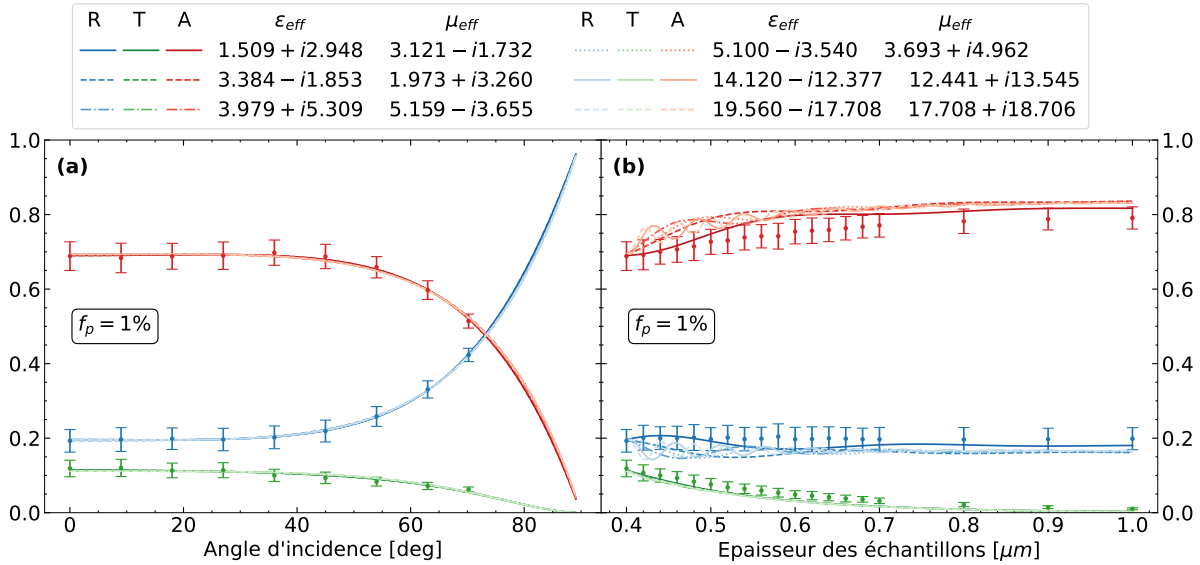 R T A ε_eff μ_eff R T A ε_eff μ_eff
1.509 + i2.948 3.121 − i1.732 5.100 − i3.540 3.693 + i4.962
3.384 − i1.853 1.973 + i3.260 14.120 − i12.377 12.441 + i13.545
3.979 + i5.309 5.159 − i3.655 19.560 − i17.708 17.708 + i18.706
1.0
0.8
0.6
0.4
0.2
0.0
(a)
f_p = 1%
0 20 40 60 80
Angle d'incidence [deg]
(b)
f_p = 1%
1.0
0.8
0.6
0.4
0.2
0.0
0.4 0.5 0.6 0.7 0.8 0.9 1.0
Epaisseur des échantillons [μm]